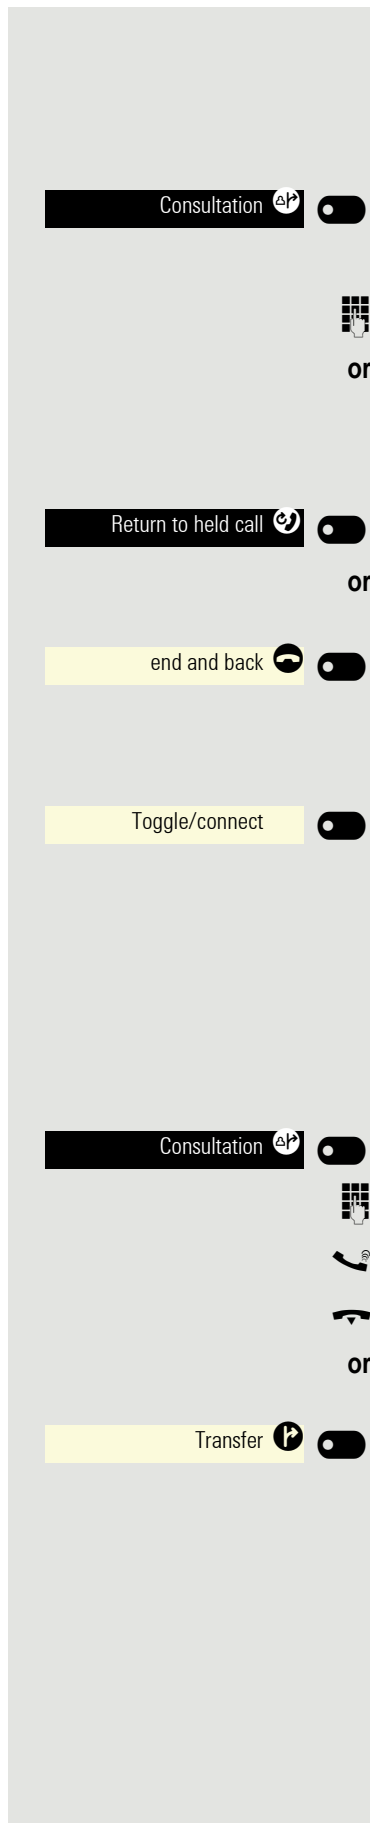 Consultation
or
Return to held call
or
end and back
Toggle/connect
Consultation
or
Transfer